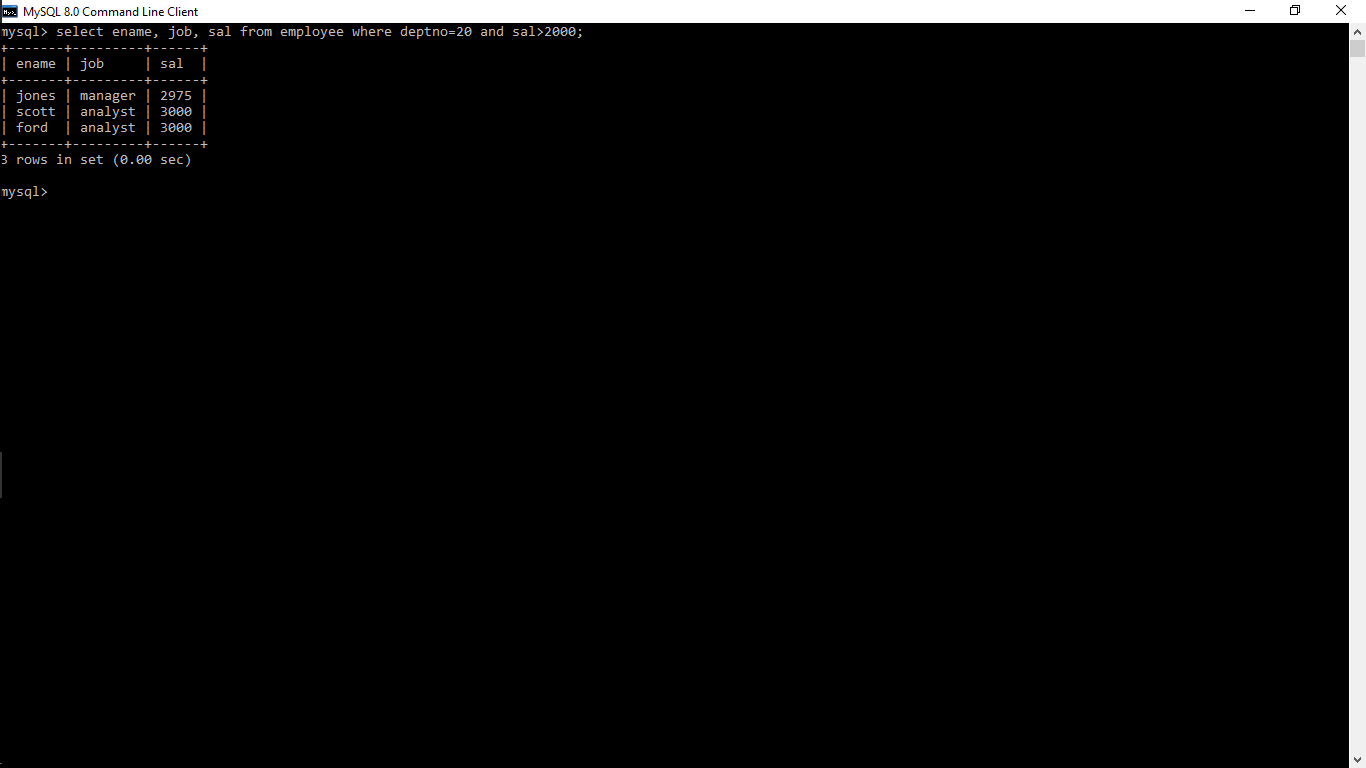 MySQL 8.0 Command Line Client
mysql> select ename, job, sal from employee where deptno=20 and sal>2000;
+-------+---------+------+
| ename | job     | sal  |
+-------+---------+------+
| jones | manager | 2975 |
| scott | analyst | 3000 |
| ford  | analyst | 3000 |
+-------+---------+------+
3 rows in set (0.00 sec)
mysql>